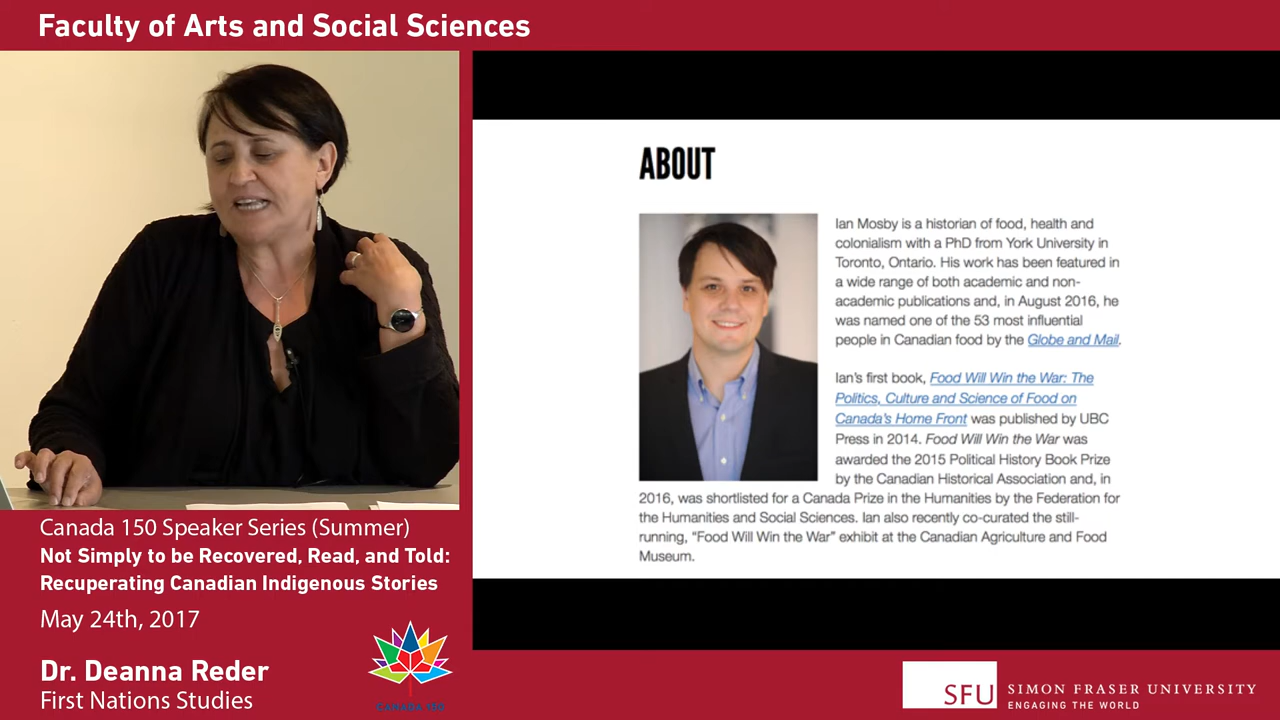 Faculty of Arts and Social Sciences
ABOUT
Ian Mosby is a historian of food, health and
colonialism with a PhD from York University in
Toronto, Ontario. His work has been featured in
a wide range of both academic and non-
academic publications and, in August 2016, he
was named one of the 53 most influential
people in Canadian food by the Globe and Mail.
Ian's first book, Food Will Win the War: The
Politics, Culture and Science of Food on
Canada's Home Front was published by UBC
Press in 2014. Food Will Win the War was
awarded the 2015 Political History Book Prize
by the Canadian Historical Association and, in
2016, was shortlisted for a Canada Prize in the Humanities by the Federation for
the Humanities and Social Sciences. Ian also recently co-curated the still-
running, "Food Will Win the War" exhibit at the Canadian Agriculture and Food
Museum.
Canada 150 Speaker Series (Summer)
Not Simply to be Recovered, Read, and Told:
Recuperating Canadian Indigenous Stories
May 24th, 2017
Dr. Deanna Reder
First Nations Studies
CANADA 150
SFU
SIMON FRASER UNIVERSITY
ENGAGING THE WORLD